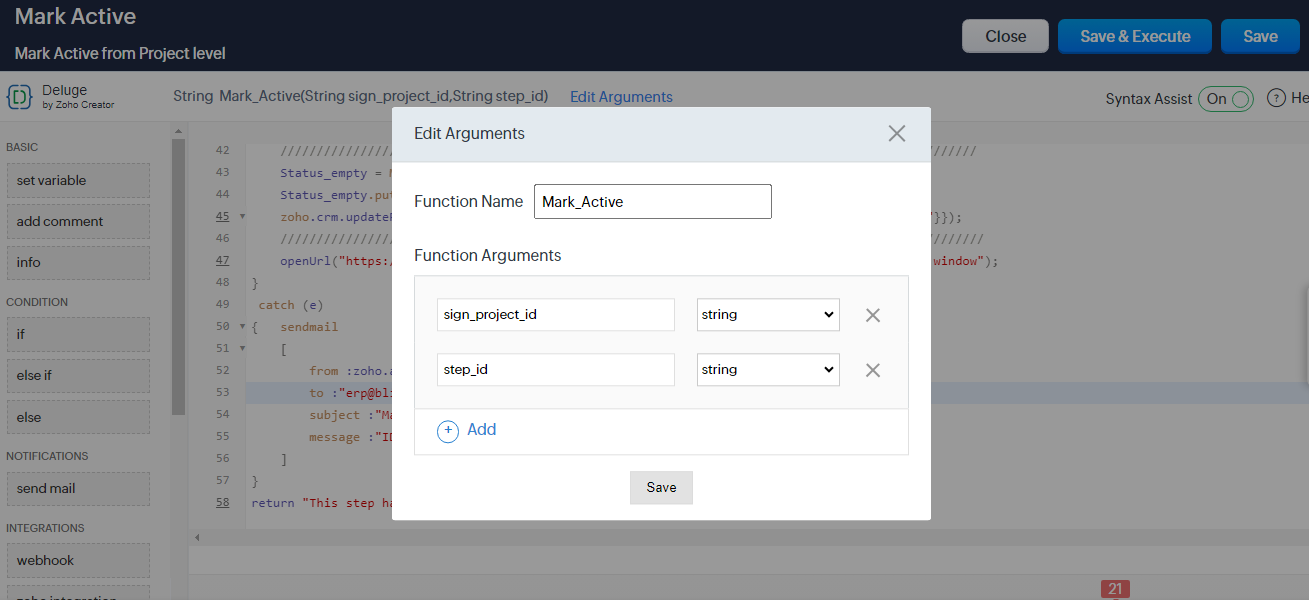 Mark Active
Mark Active from Project level
Close
Save & Execute
Save
Deluge
by Zoho Creator
String Mark_Active(String sign_project_id,String step_id)
Edit Arguments
Syntax Assist
On
?
He
BASIC
set variable
add comment
info
CONDITION
if
else if
else
NOTIFICATIONS
send mail
INTEGRATIONS
webhook
42
43 Status_empty =
44 Status_empty.pu
45 zoho.crm.update '}});
46
47 openUrl("https: window");
48 }
49 catch (e)
50 { sendmail
51 [
52 from :zoho.a
53 to :"erp@bl
54 subject :"Ma
55 message :"ID
56 ]
57 }
58 return "This step ha
Edit Arguments
Function Name
Mark_Active
Function Arguments
sign_project_id
string
step_id
string
+ Add
Save
21